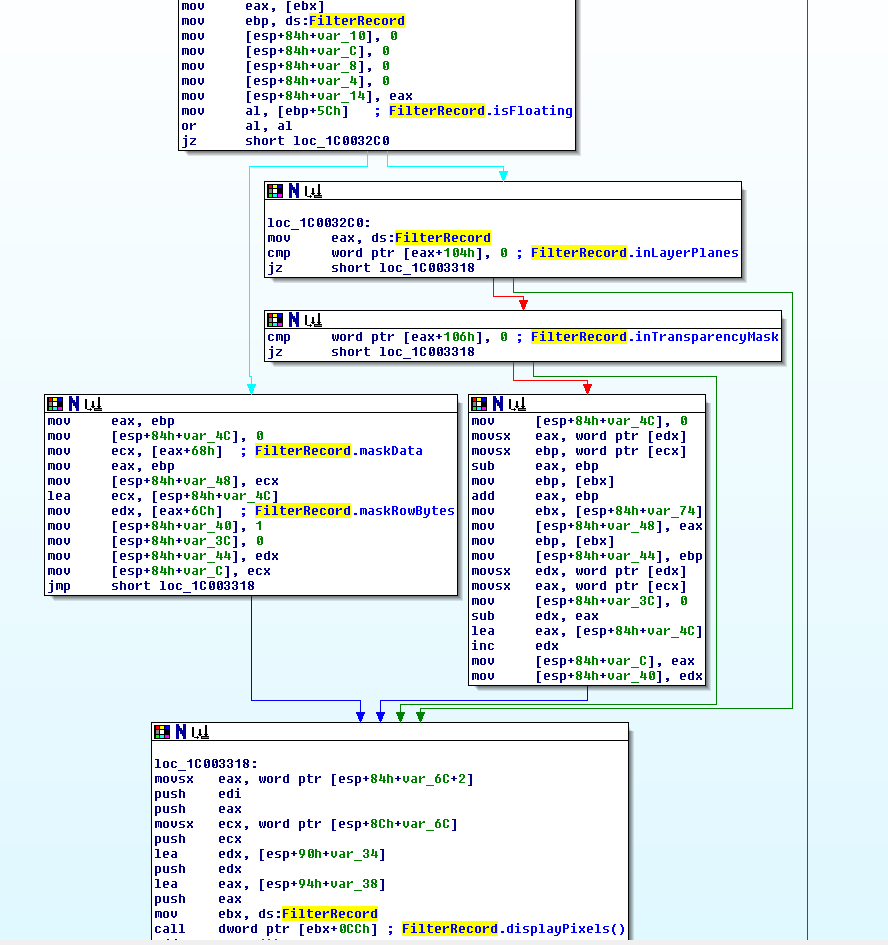 mov eax, [ebx]
mov ebp, ds:FilterRecord
mov [esp+84h+var_10], 0
mov [esp+84h+var_C], 0
mov [esp+84h+var_8], 0
mov [esp+84h+var_4], 0
mov [esp+84h+var_14], eax
mov al, [ebp+5Ch] ; FilterRecord.isFloating
or al, al
jz short loc_1C0032C0
loc_1C0032C0:
mov eax, ds:FilterRecord
cmp word ptr [eax+104h], 0 ; FilterRecord.inLayerPlanes
jz short loc_1C003318
cmp word ptr [eax+106h], 0 ; FilterRecord.inTransparencyMask
jz short loc_1C003318
mov eax, ebp
mov [esp+84h+var_4C], 0
mov ecx, [eax+68h] ; FilterRecord.maskData
mov eax, ebp
mov [esp+84h+var_48], ecx
lea ecx, [esp+84h+var_4C]
mov edx, [eax+6Ch] ; FilterRecord.maskRowBytes
mov [esp+84h+var_40], 1
mov [esp+84h+var_3C], 0
mov [esp+84h+var_44], edx
mov [esp+84h+var_C], ecx
jmp short loc_1C003318
mov [esp+84h+var_4C], 0
movsx eax, word ptr [edx]
movsx ebp, word ptr [ecx]
sub eax, ebp
mov ebp, [ebx]
add eax, ebp
mov ebx, [esp+84h+var_74]
mov [esp+84h+var_48], eax
mov ebp, [ebx]
mov [esp+84h+var_44], ebp
movsx edx, word ptr [edx]
movsx eax, word ptr [ecx]
mov [esp+84h+var_3C], 0
sub edx, eax
lea eax, [esp+84h+var_4C]
inc edx
mov [esp+84h+var_C], eax
mov [esp+84h+var_40], edx
loc_1C003318:
movsx eax, word ptr [esp+84h+var_6C+2]
push edi
push eax
movsx ecx, word ptr [esp+8Ch+var_6C]
push ecx
lea edx, [esp+90h+var_34]
push edx
lea eax, [esp+94h+var_38]
push eax
mov ebx, ds:FilterRecord
call dword ptr [ebx+0CCh] ; FilterRecord.displayPixels()